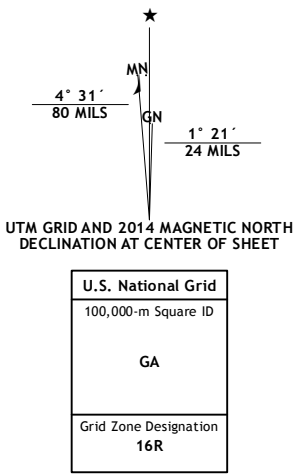 MN
4° 31´
80 MILS
GN
1° 21´
24 MILS
UTM GRID AND 2014 MAGNETIC NORTH
DECLINATION AT CENTER OF SHEET
U.S. National Grid
100,000-m Square ID
GA
Grid Zone Designation
16R